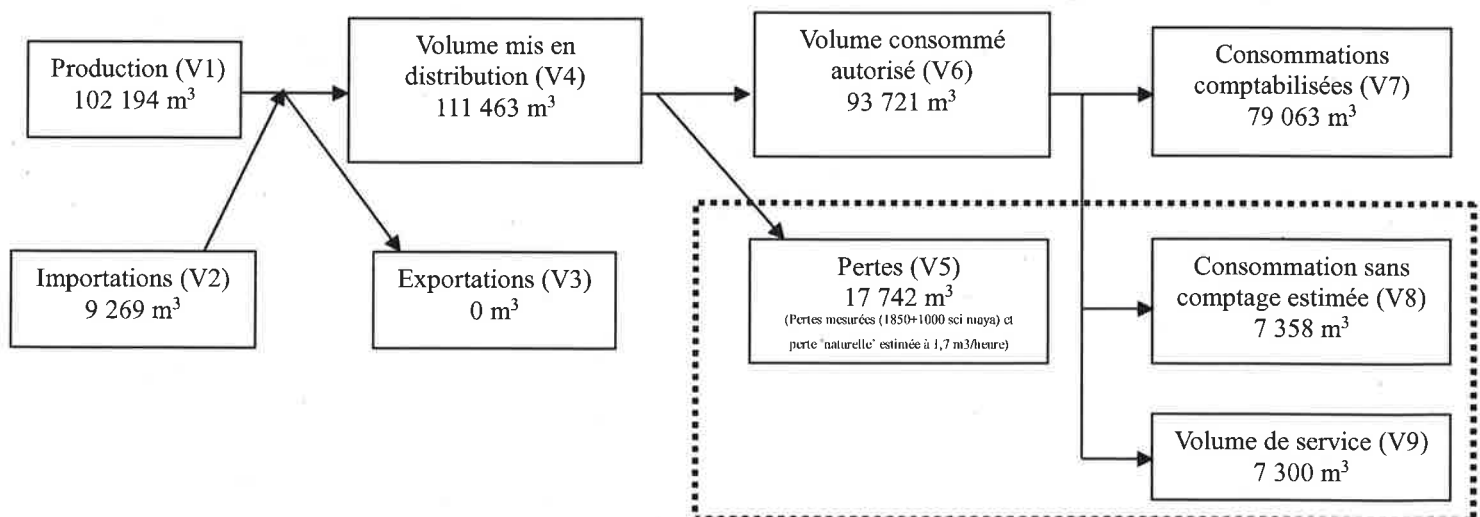 Production (V1)
102 194 m³
Volume mis en
distribution (V4)
111 463 m³
Volume consommé
autorisé (V6)
93 721 m³
Consommations
comptabilisées (V7)
79 063 m³
Importations (V2)
9 269 m³
Exportations (V3)
0 m³
Pertes (V5)
17 742 m³
(Pertes mesurées (1850+1000 sci maya) et
perte 'naturelle' estimée à 1,7 m3/heure)
Consommation sans
comptage estimée (V8)
7 358 m³
Volume de service (V9)
7 300 m³